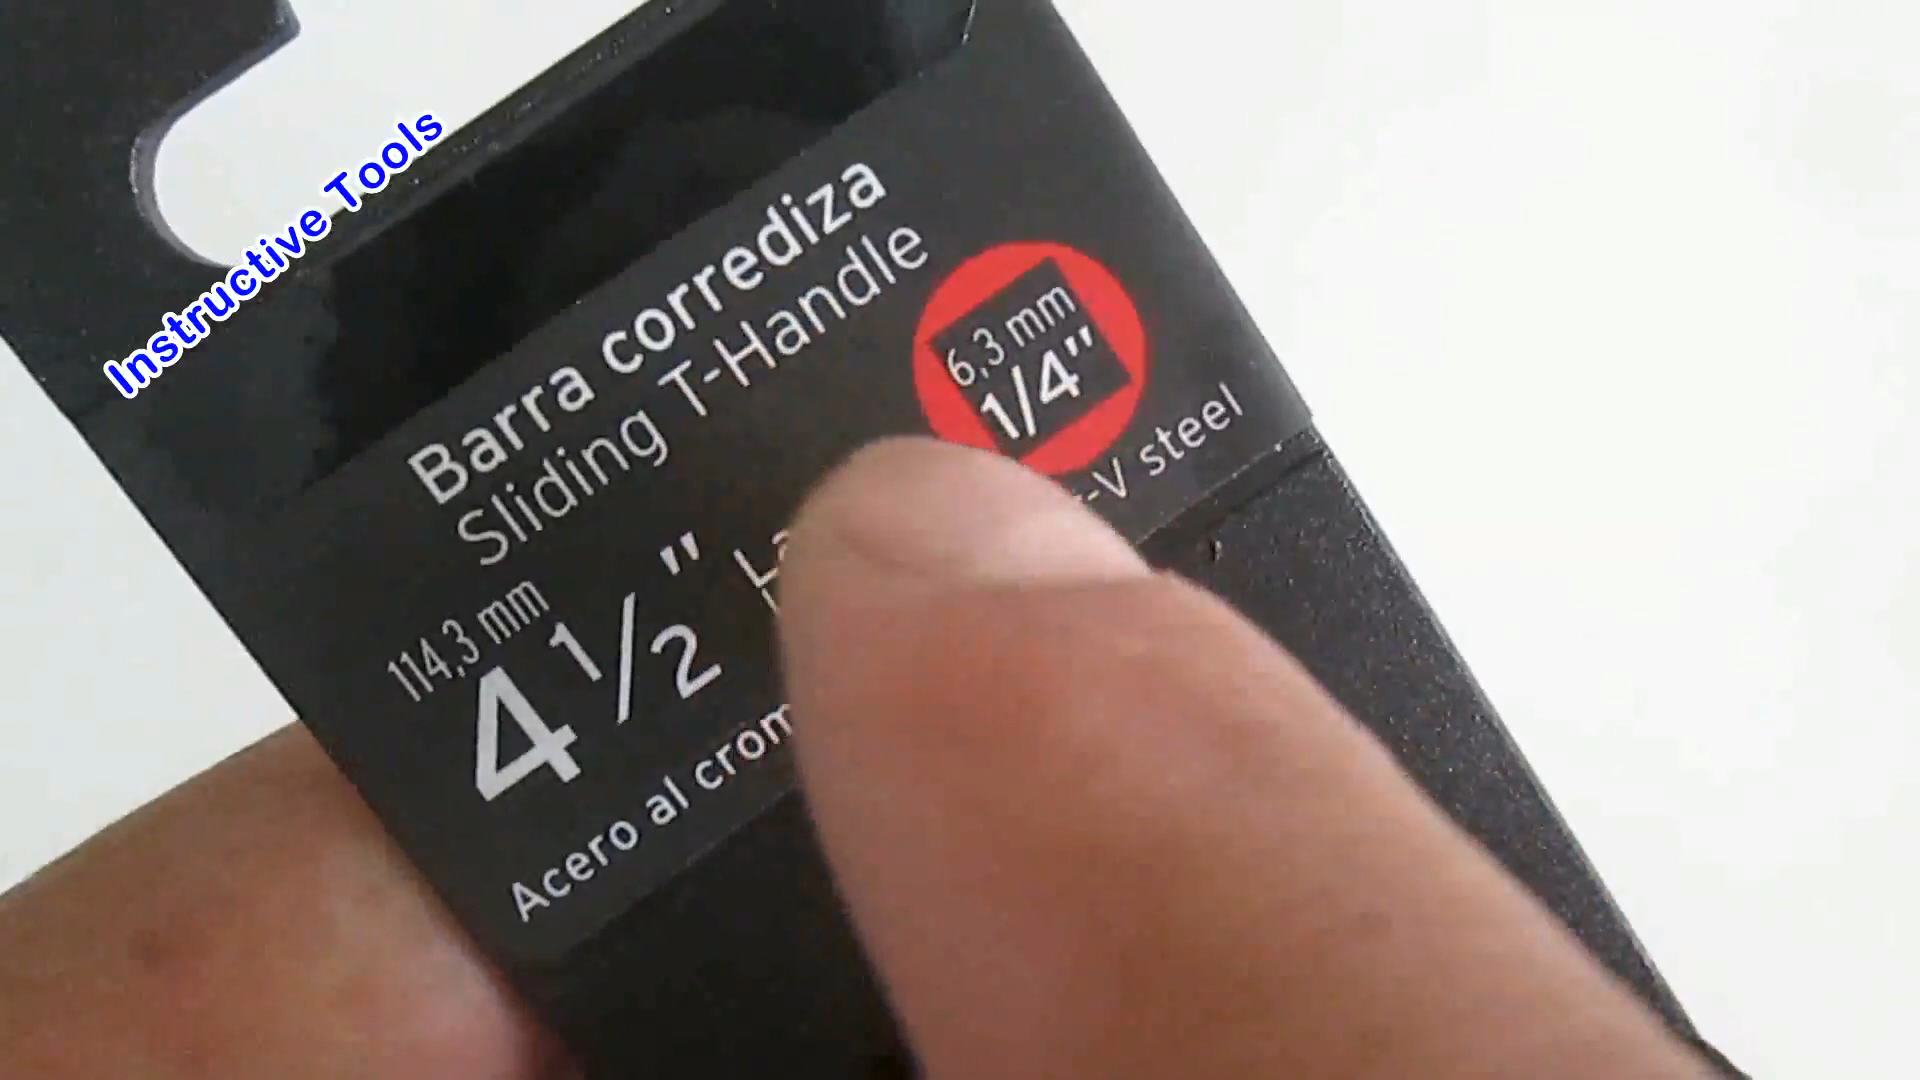 Instructive Tools
Barra corrediza
Sliding T-Handle
6,3 mm
1/4"
114,3 mm
4 1/2"
Acero al
-V steel